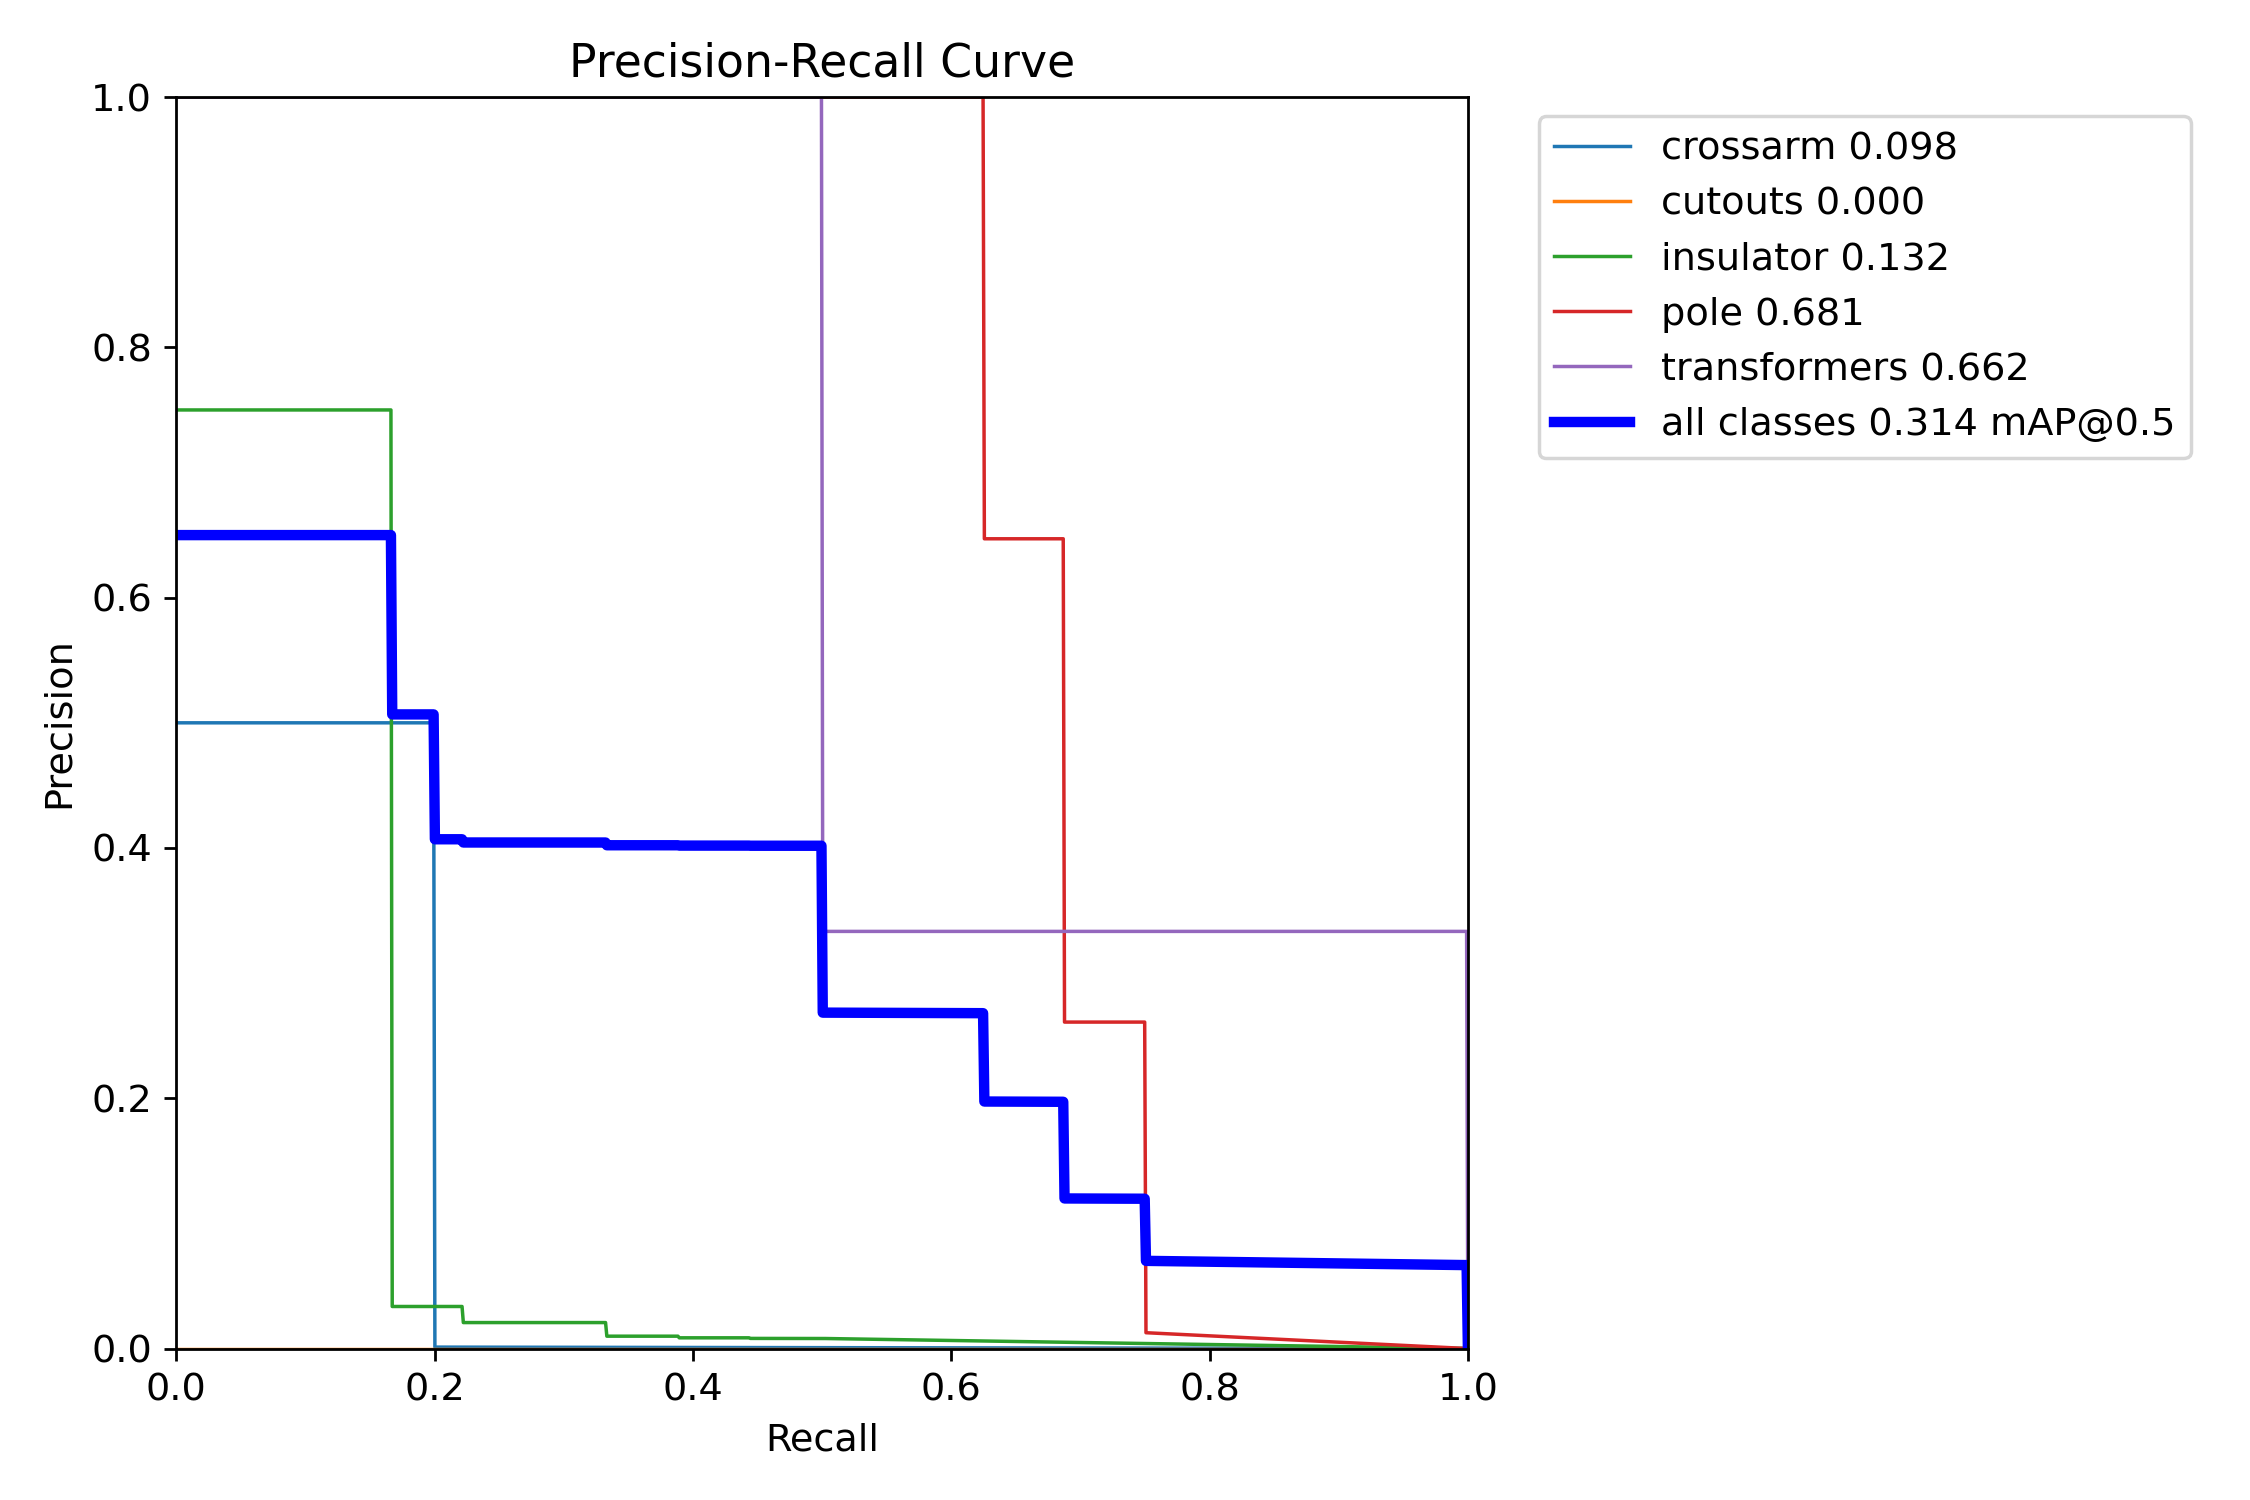 Precision-Recall Curve
1.0
0.8
0.6
0.4
0.2
0.0
Precision
0.0 0.2 0.4 0.6 0.8 1.0
Recall
crossarm 0.098
cutouts 0.000
insulator 0.132
pole 0.681
transformers 0.662
all classes 0.314 mAP@0.5